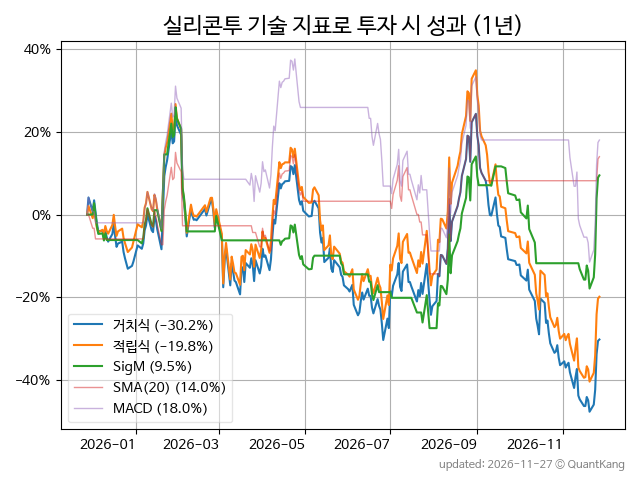 실리콘투 기술 지표로 투자 시 성과 (1년)
40%
20%
0%
−20%
−40%
거치식 (−30.2%)
적립식 (−19.8%)
SigM (9.5%)
SMA(20) (14.0%)
MACD (18.0%)
2026-01 2026-03 2026-05 2026-07 2026-09 2026-11
updated: 2026-11-27 ⓒ QuantKang